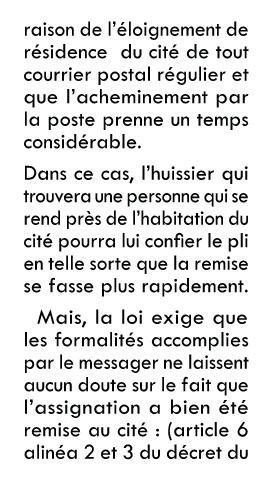 raison de l'éloignement de
résidence du cité de tout
courrier postal régulier et
que l'acheminement par
la poste prenne un temps
considérable.
Dans ce cas, l'huissier qui
trouvera une personne qui se
rend près de l'habitation du
cité pourra lui confier le pli
en telle sorte que la remise
se fasse plus rapidement.
Mais, la loi exige que
les formalités accomplies
par le messager ne laissent
aucun doute sur le fait que
l'assignation a bien été
remise au cité : (article 6
alinéa 2 et 3 du décret du